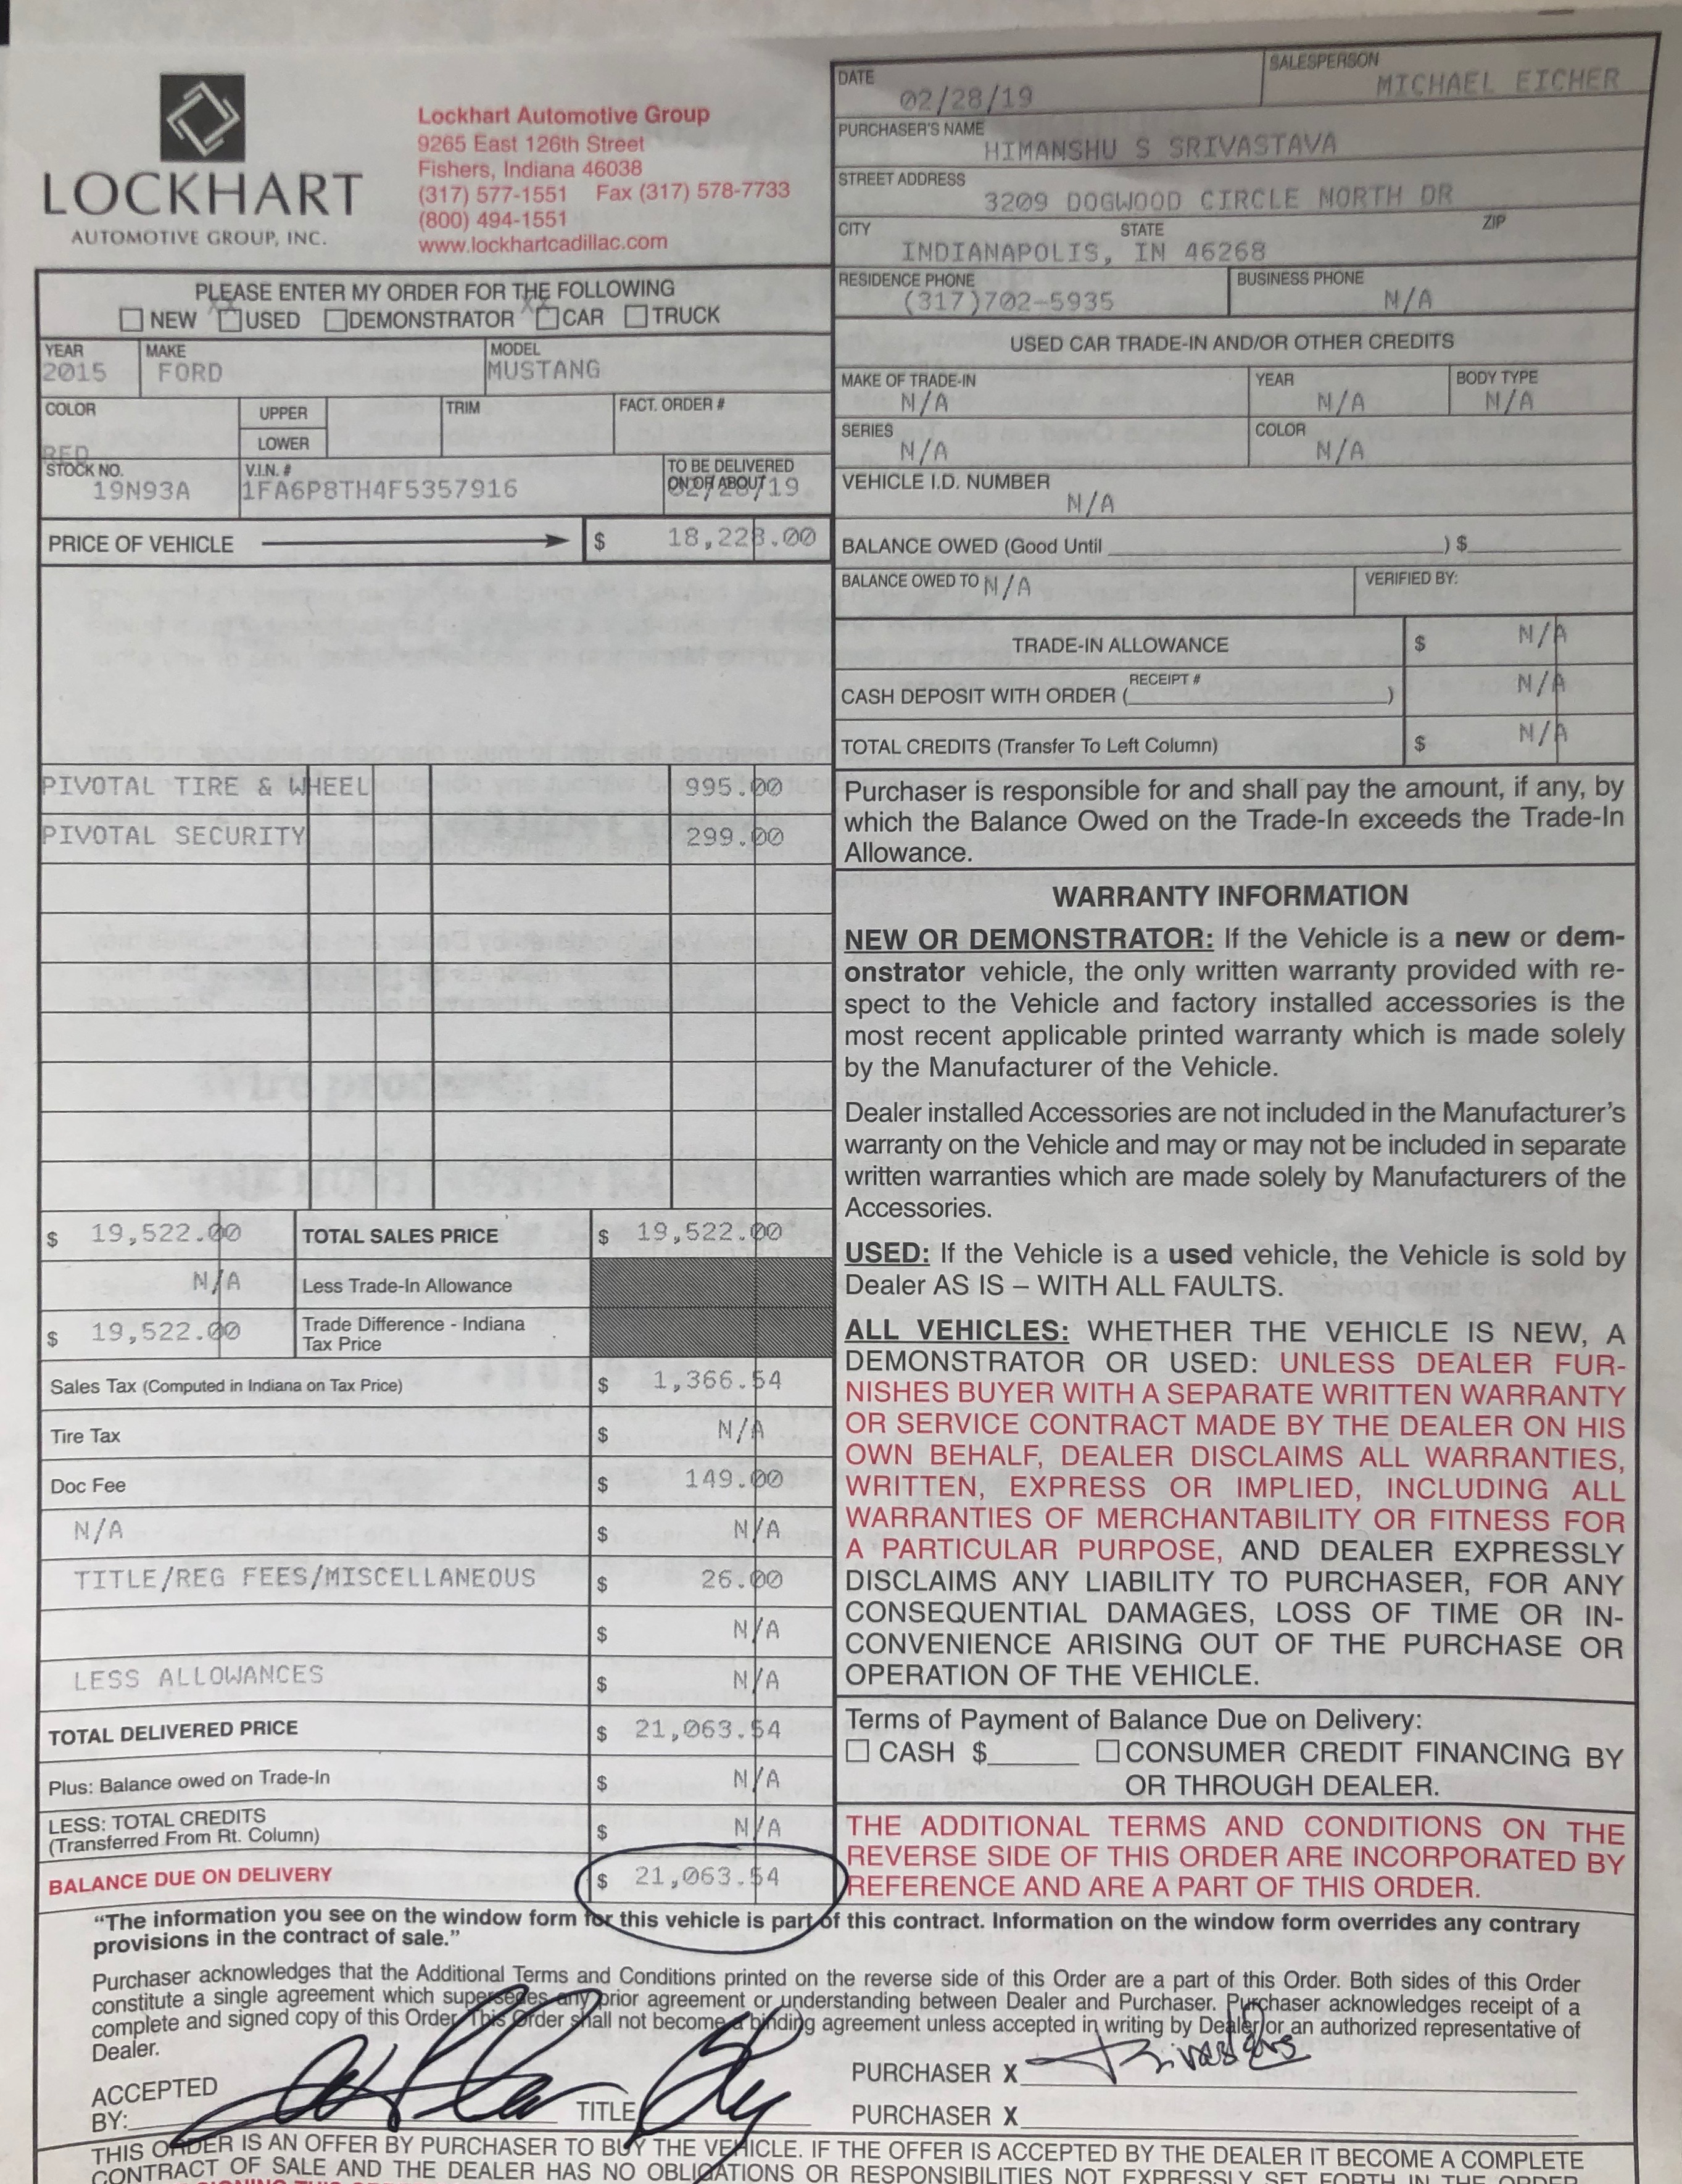 LOCKHART
AUTOMOTIVE GROUP, INC.
Lockhart Automotive Group
9265 East 126th Street
Fishers, Indiana 46038
(317) 577-1551 Fax (317) 578-7733
(800) 494-1551
www.lockhartcadillac.com
DATE
02/28/19
SALESPERSON
MICHAEL EICHER
PURCHASER'S NAME
HIMANSHU S SRIVASTAVA
STREET ADDRESS
3209 DOGWOOD CIRCLE NORTH DR
CITY STATE ZIP
INDIANAPOLIS, IN 46268
RESIDENCE PHONE
(317)702-5935
BUSINESS PHONE
N/A
PLEASE ENTER MY ORDER FOR THE FOLLOWING
NEW XX USED DEMONSTRATOR XX CAR TRUCK
YEAR
2015
MAKE
FORD
MODEL
MUSTANG
COLOR
RED
UPPER
LOWER
TRIM
FACT. ORDER #
STOCK NO.
19N93A
V.I.N. #
1FA6P8TH4F5357916
TO BE DELIVERED
ON OR ABOUT
02/28/19
PRICE OF VEHICLE $ 18,228.00
PIVOTAL TIRE & WHEEL 995.00
PIVOTAL SECURITY 299.00
$ 19,522.00 TOTAL SALES PRICE $ 19,522.00
N/A Less Trade-In Allowance
$ 19,522.00 Trade Difference - Indiana
Tax Price
Sales Tax (Computed in Indiana on Tax Price) $ 1,366.54
Tire Tax $ N/A
Doc Fee $ 149.00
N/A $ N/A
TITLE/REG FEES/MISCELLANEOUS $ 26.00
$ N/A
LESS ALLOWANCES $ N/A
TOTAL DELIVERED PRICE $ 21,063.54
Plus: Balance owed on Trade-In $ N/A
LESS: TOTAL CREDITS
(Transferred From Rt. Column) $ N/A
BALANCE DUE ON DELIVERY $ 21,063.54
USED CAR TRADE-IN AND/OR OTHER CREDITS
MAKE OF TRADE-IN
N/A
YEAR
N/A
BODY TYPE
N/A
SERIES
N/A
COLOR
N/A
VEHICLE I.D. NUMBER
N/A
BALANCE OWED (Good Until ) $
BALANCE OWED TO N/A
VERIFIED BY:
TRADE-IN ALLOWANCE $ N/A
CASH DEPOSIT WITH ORDER ( RECEIPT # ) N/A
TOTAL CREDITS (Transfer To Left Column) $ N/A
Purchaser is responsible for and shall pay the amount, if any, by
which the Balance Owed on the Trade-In exceeds the Trade-In
Allowance.
WARRANTY INFORMATION
NEW OR DEMONSTRATOR: If the Vehicle is a new or dem-
onstrator vehicle, the only written warranty provided with re-
spect to the Vehicle and factory installed accessories is the
most recent applicable printed warranty which is made solely
by the Manufacturer of the Vehicle.
Dealer installed Accessories are not included in the Manufacturer's
warranty on the Vehicle and may or may not be included in separate
written warranties which are made solely by Manufacturers of the
Accessories.
USED: If the Vehicle is a used vehicle, the Vehicle is sold by
Dealer AS IS – WITH ALL FAULTS.
ALL VEHICLES: WHETHER THE VEHICLE IS NEW, A
DEMONSTRATOR OR USED: UNLESS DEALER FUR-
NISHES BUYER WITH A SEPARATE WRITTEN WARRANTY
OR SERVICE CONTRACT MADE BY THE DEALER ON HIS
OWN BEHALF, DEALER DISCLAIMS ALL WARRANTIES,
WRITTEN, EXPRESS OR IMPLIED, INCLUDING ALL
WARRANTIES OF MERCHANTABILITY OR FITNESS FOR
A PARTICULAR PURPOSE, AND DEALER EXPRESSLY
DISCLAIMS ANY LIABILITY TO PURCHASER, FOR ANY
CONSEQUENTIAL DAMAGES, LOSS OF TIME OR IN-
CONVENIENCE ARISING OUT OF THE PURCHASE OR
OPERATION OF THE VEHICLE.
Terms of Payment of Balance Due on Delivery:
CASH $ CONSUMER CREDIT FINANCING BY
OR THROUGH DEALER.
THE ADDITIONAL TERMS AND CONDITIONS ON THE
REVERSE SIDE OF THIS ORDER ARE INCORPORATED BY
REFERENCE AND ARE A PART OF THIS ORDER.
"The information you see on the window form for this vehicle is part of this contract. Information on the window form overrides any contrary
provisions in the contract of sale."
Purchaser acknowledges that the Additional Terms and Conditions printed on the reverse side of this Order are a part of this Order. Both sides of this Order
constitute a single agreement which supersedes any prior agreement or understanding between Dealer and Purchaser. Purchaser acknowledges receipt of a
complete and signed copy of this Order. This Order shall not become a binding agreement unless accepted in writing by Dealer or an authorized representative of
Dealer.
ACCEPTED
BY: TITLE
PURCHASER X
PURCHASER X
THIS ORDER IS AN OFFER BY PURCHASER TO BUY THE VEHICLE. IF THE OFFER IS ACCEPTED BY THE DEALER IT BECOME A COMPLETE
CONTRACT OF SALE AND THE DEALER HAS NO OBLIGATIONS OR RESPONSIBILITIES NOT EXPRESSLY SET FORTH IN THE ORDER